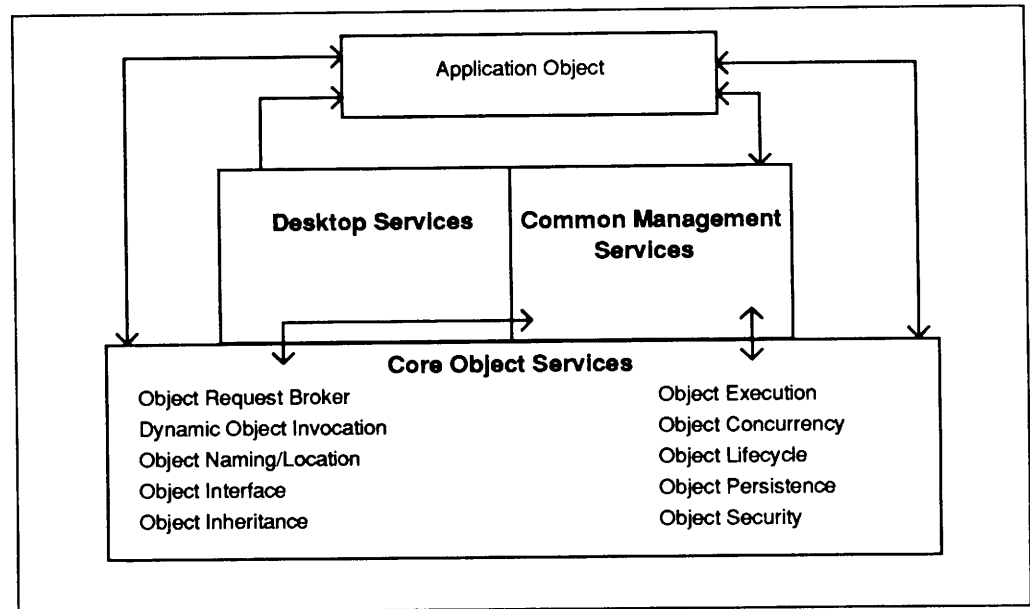 Application Object
Desktop Services
Common Management
Services
Core Object Services
Object Request Broker
Dynamic Object Invocation
Object Naming/Location
Object Interface
Object Inheritance
Object Execution
Object Concurrency
Object Lifecycle
Object Persistence
Object Security